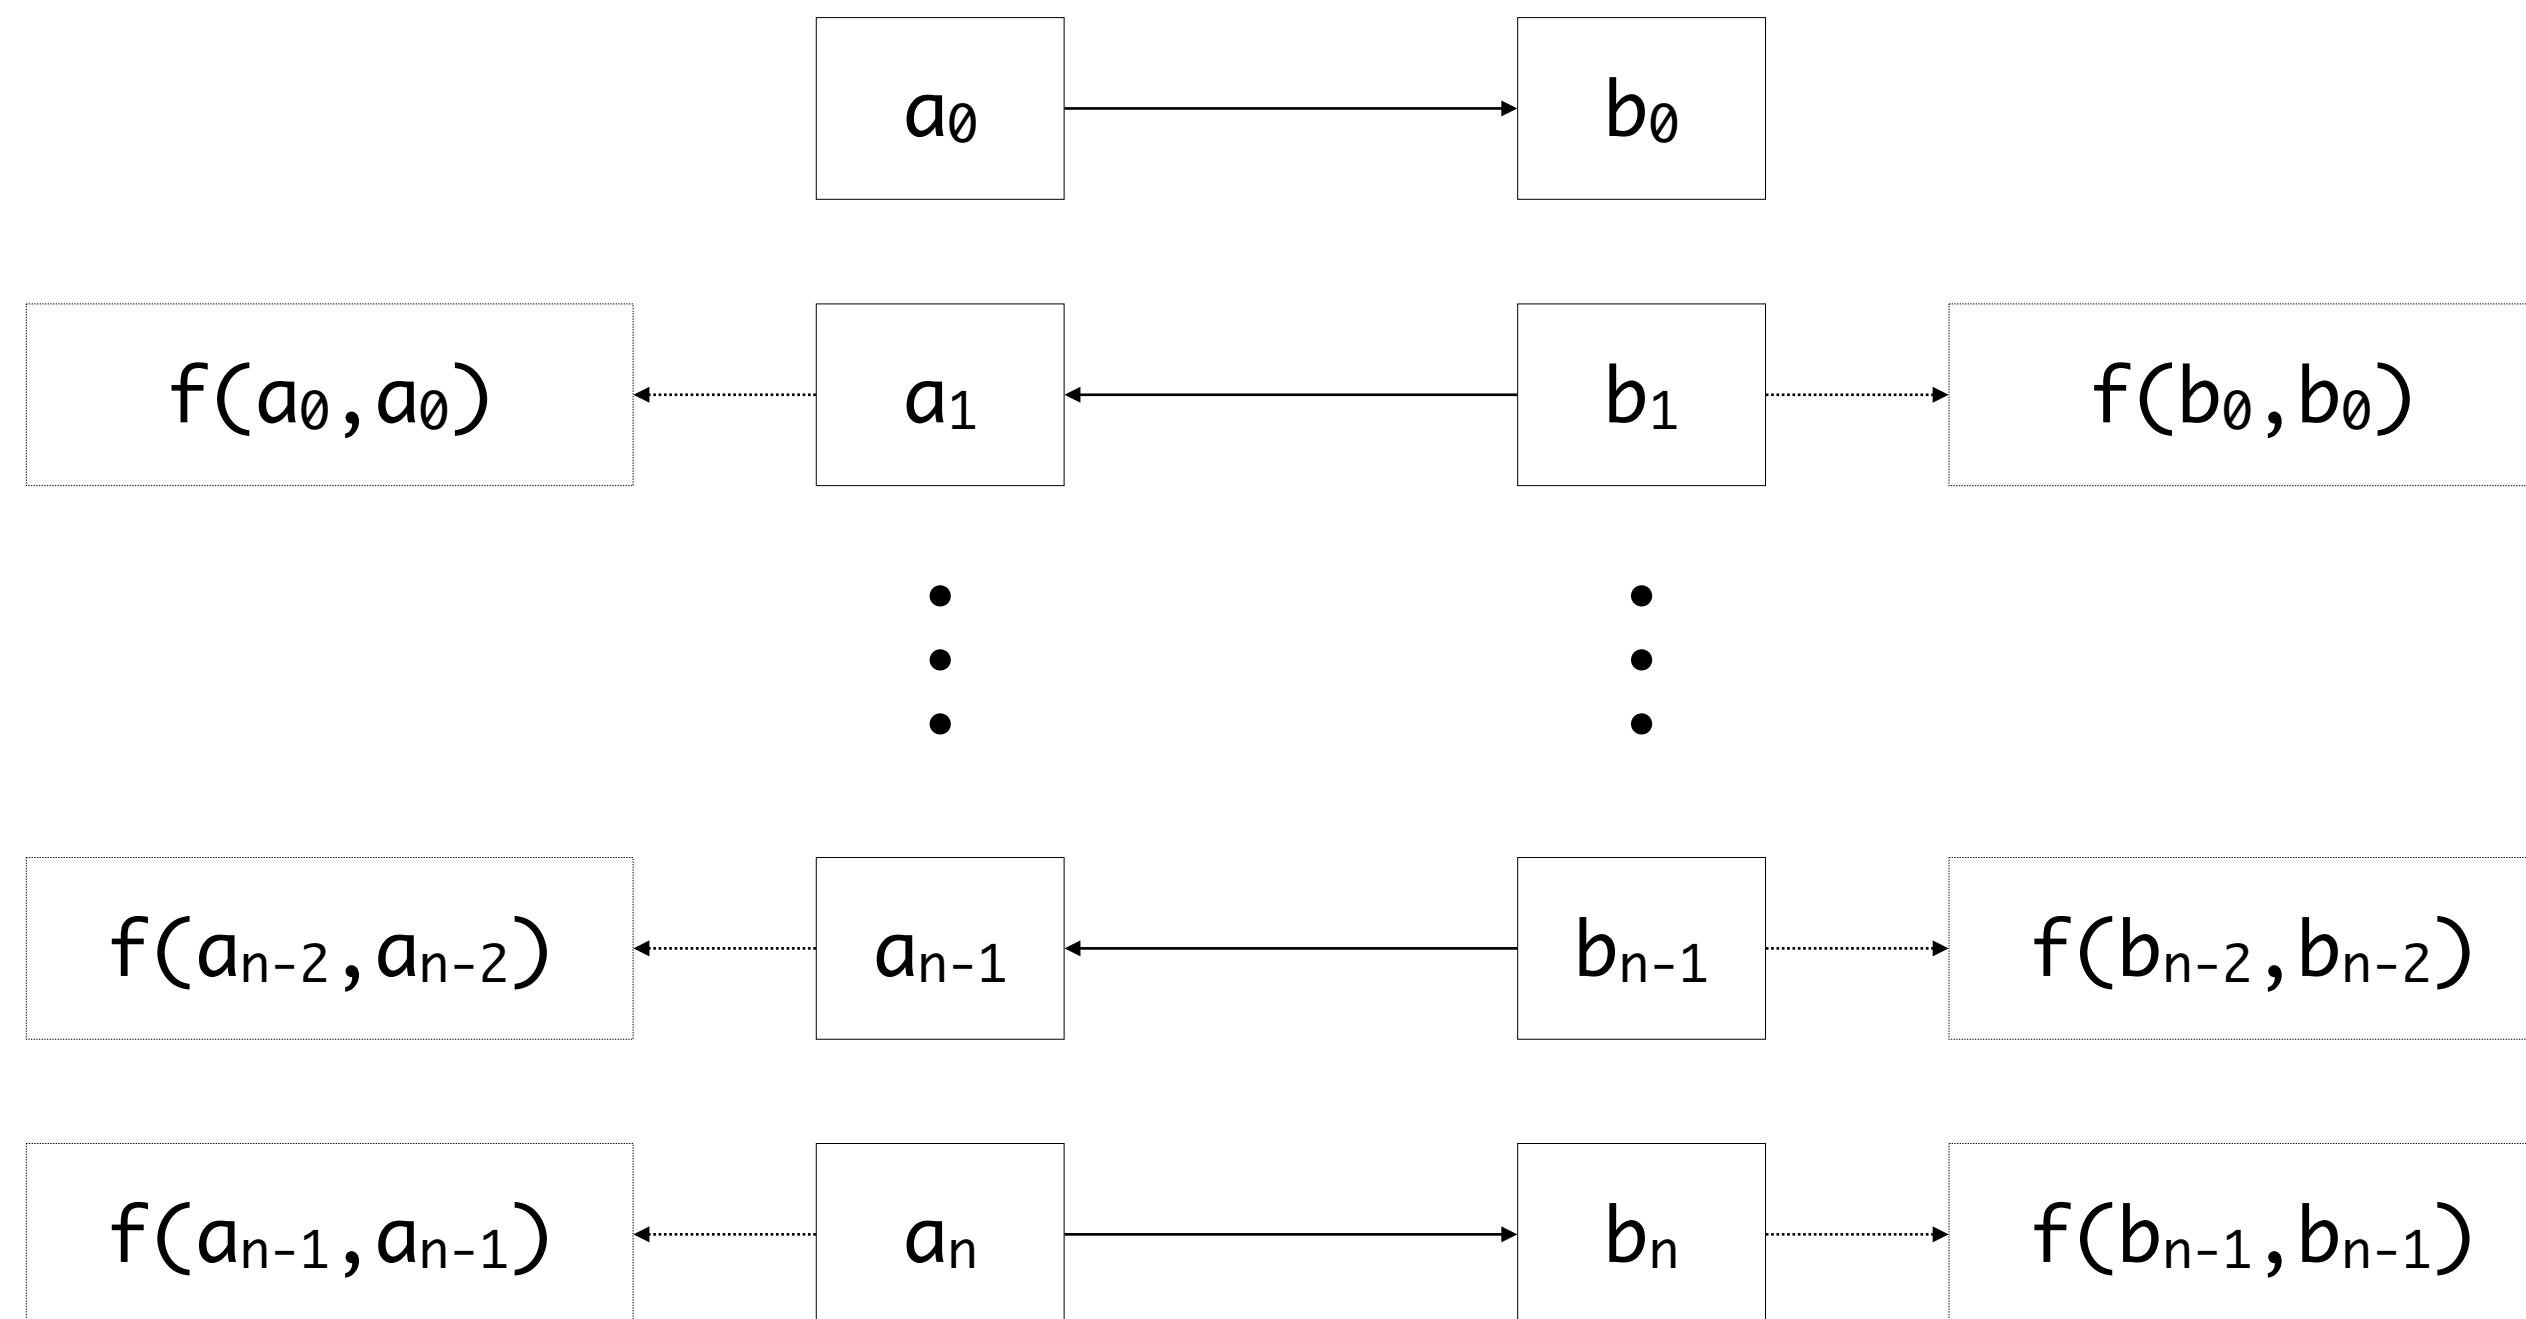 a₀ b₀
f(a₀,a₀) a₁ b₁ f(b₀,b₀)
f(aₙ₋₂,aₙ₋₂) aₙ₋₁ bₙ₋₁ f(bₙ₋₂,bₙ₋₂)
f(aₙ₋₁,aₙ₋₁) aₙ bₙ f(bₙ₋₁,bₙ₋₁)